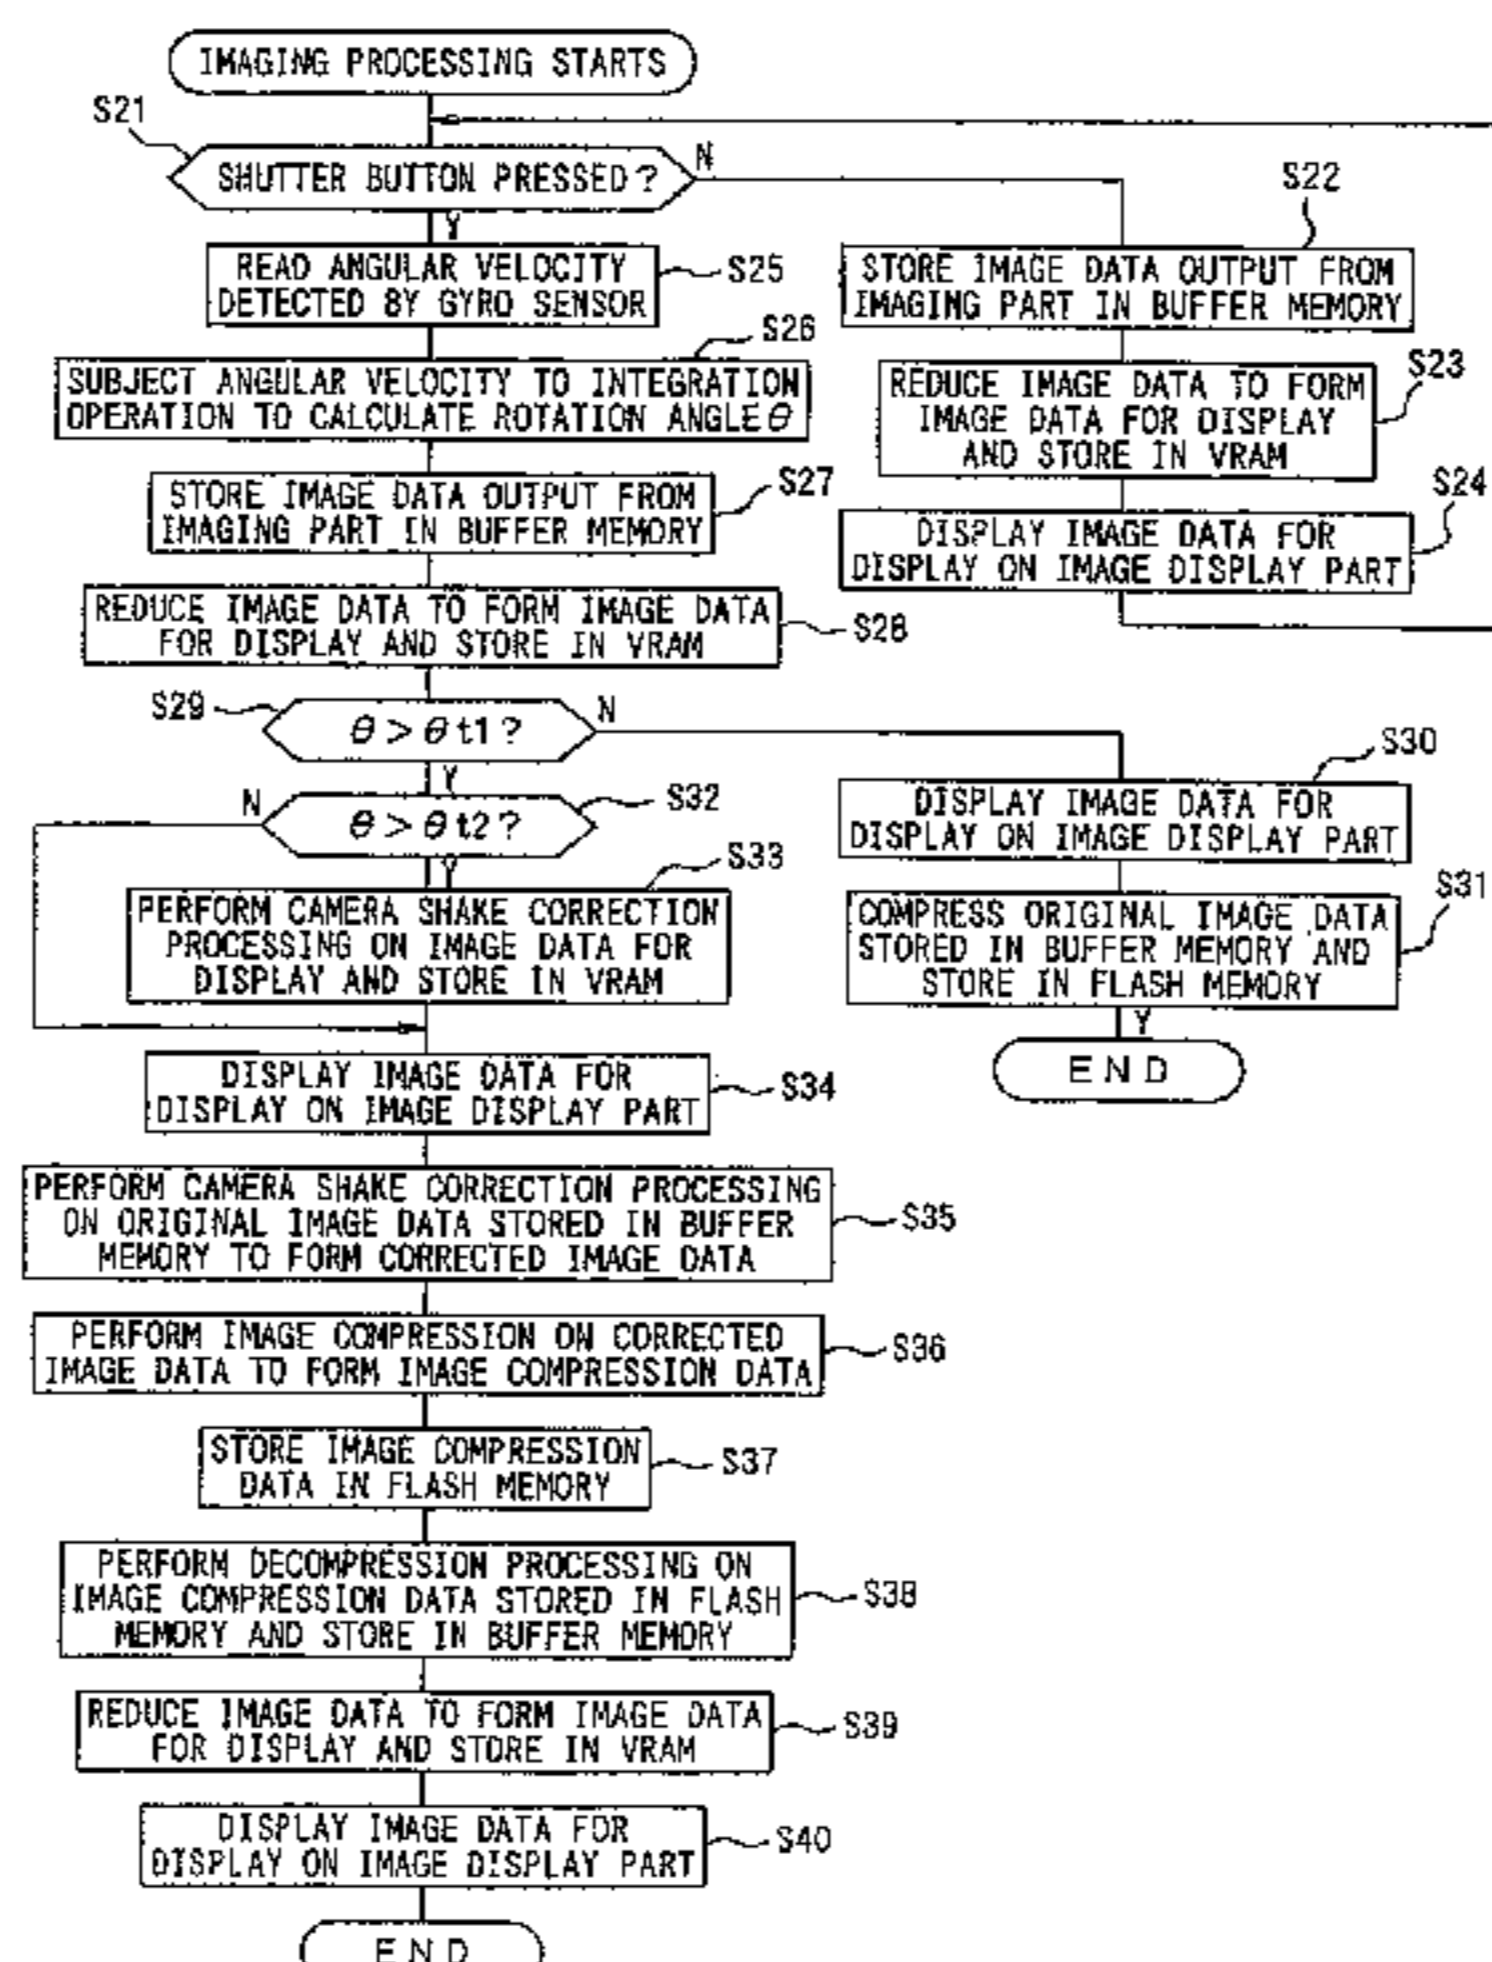 IMAGING PROCESSING STARTS
S21
SHUTTER BUTTON PRESSED?
N
Y
S22
STORE IMAGE DATA OUTPUT FROM
IMAGING PART IN BUFFER MEMORY
READ ANGULAR VELOCITY
DETECTED BY GYRO SENSOR
S25
S26
SUBJECT ANGULAR VELOCITY TO INTEGRATION
OPERATION TO CALCULATE ROTATION ANGLE θ
S23
REDUCE IMAGE DATA TO FORM
IMAGE DATA FOR DISPLAY
AND STORE IN VRAM
STORE IMAGE DATA OUTPUT FROM
IMAGING PART IN BUFFER MEMORY
S27
S24
DISPLAY IMAGE DATA FOR
DISPLAY ON IMAGE DISPLAY PART
REDUCE IMAGE DATA TO FORM IMAGE DATA
FOR DISPLAY AND STORE IN VRAM
S28
S29
θ > θ t1 ?
N
Y
S30
DISPLAY IMAGE DATA FOR
DISPLAY ON IMAGE DISPLAY PART
N
θ > θ t2 ?
S32
Y
S33
PERFORM CAMERA SHAKE CORRECTION
PROCESSING ON IMAGE DATA FOR
DISPLAY AND STORE IN VRAM
S31
COMPRESS ORIGINAL IMAGE DATA
STORED IN BUFFER MEMORY AND
STORE IN FLASH MEMORY
Y
END
DISPLAY IMAGE DATA FOR
DISPLAY ON IMAGE DISPLAY PART
S34
PERFORM CAMERA SHAKE CORRECTION PROCESSING
ON ORIGINAL IMAGE DATA STORED IN BUFFER
MEMORY TO FORM CORRECTED IMAGE DATA
S35
PERFORM IMAGE COMPRESSION ON CORRECTED
IMAGE DATA TO FORM IMAGE COMPRESSION DATA
S36
STORE IMAGE COMPRESSION
DATA IN FLASH MEMORY
S37
PERFORM DECOMPRESSION PROCESSING ON
IMAGE COMPRESSION DATA STORED IN FLASH
MEMORY AND STORE IN BUFFER MEMORY
S38
REDUCE IMAGE DATA TO FORM IMAGE DATA
FOR DISPLAY AND STORE IN VRAM
S39
DISPLAY IMAGE DATA FOR
DISPLAY ON IMAGE DISPLAY PART
S40
END